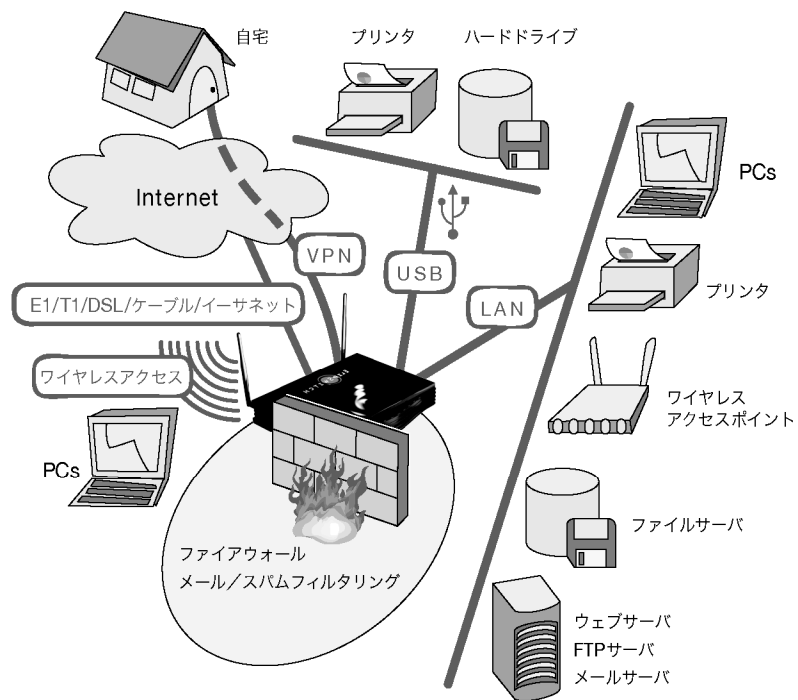 自宅
プリンタ
ハードドライブ
Internet
PCs
VPN
USB
プリンタ
E1/T1/DSL/ケーブル/イーサネット
LAN
ワイヤレスアクセス
ワイヤレス
アクセスポイント
PCs
ファイルサーバ
ファイアウォール
メール／スパムフィルタリング
ウェブサーバ
FTPサーバ
メールサーバ